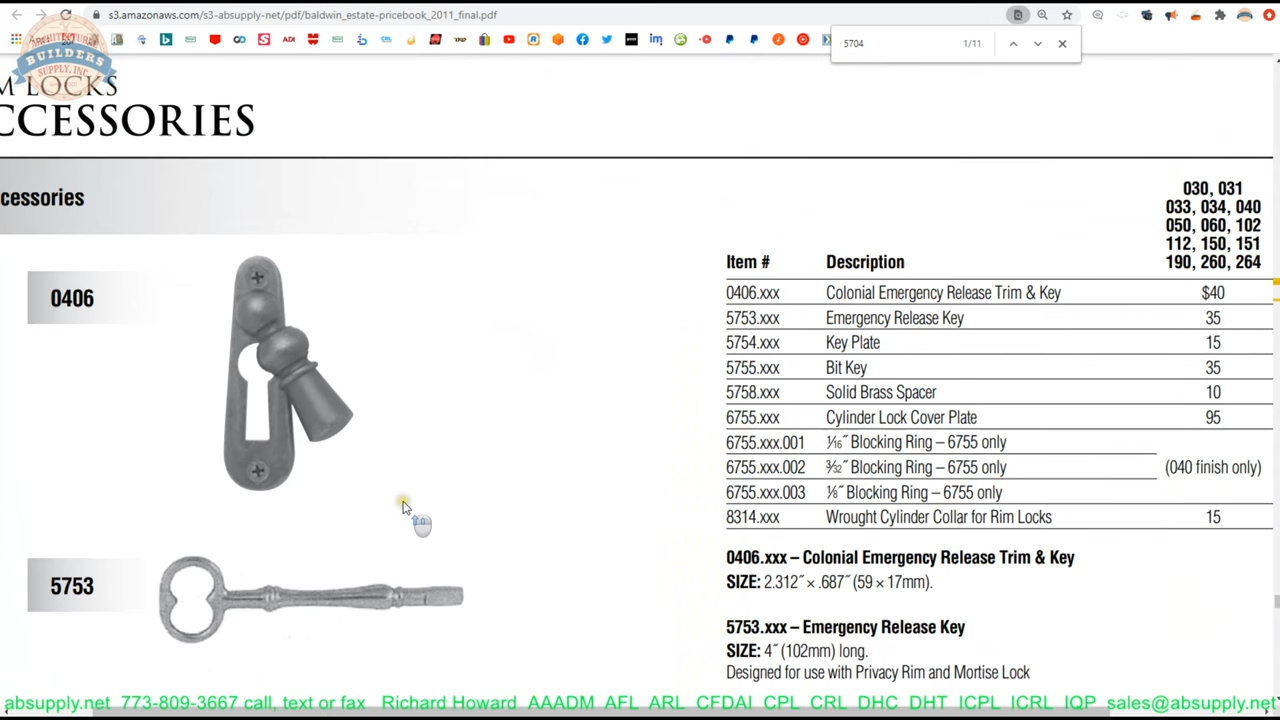 s3.amazonaws.com/s3-absupply-net/pdf/baldwin_estate-pricebook_2011_final.pdf
5704 1/11
ARCHITECTURAL
BUILDERS
SUPPLY, INC.
M LOCKS
CCESSORIES
cessories
030, 031
033, 034, 040
050, 060, 102
112, 150, 151
190, 260, 264
Item # Description
0406.xxx Colonial Emergency Release Trim & Key $40
5753.xxx Emergency Release Key 35
5754.xxx Key Plate 15
5755.xxx Bit Key 35
5758.xxx Solid Brass Spacer 10
6755.xxx Cylinder Lock Cover Plate 95
6755.xxx.001 1⁄16˝ Blocking Ring – 6755 only
6755.xxx.002 3⁄32˝ Blocking Ring – 6755 only (040 finish only)
6755.xxx.003 1⁄8˝ Blocking Ring – 6755 only
8314.xxx Wrought Cylinder Collar for Rim Locks 15
0406
5753
0406.xxx – Colonial Emergency Release Trim & Key
SIZE: 2.312˝ × .687˝ (59 × 17mm).
5753.xxx – Emergency Release Key
SIZE: 4˝ (102mm) long.
Designed for use with Privacy Rim and Mortise Lock
absupply.net 773-809-3667 call, text or fax Richard Howard AAADM AFL ARL CFDAI CPL CRL DHC DHT ICPL ICRL IQP sales@absupply.net